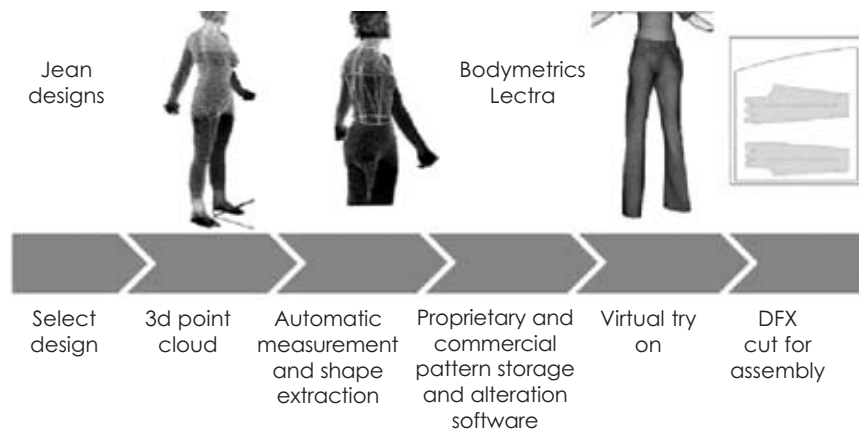 Jean
designs
Bodymetrics
Lectra
Select
design
3d point
cloud
Automatic
measurement
and shape
extraction
Proprietary and
commercial
pattern storage
and alteration
software
Virtual try
on
DFX
cut for
assembly